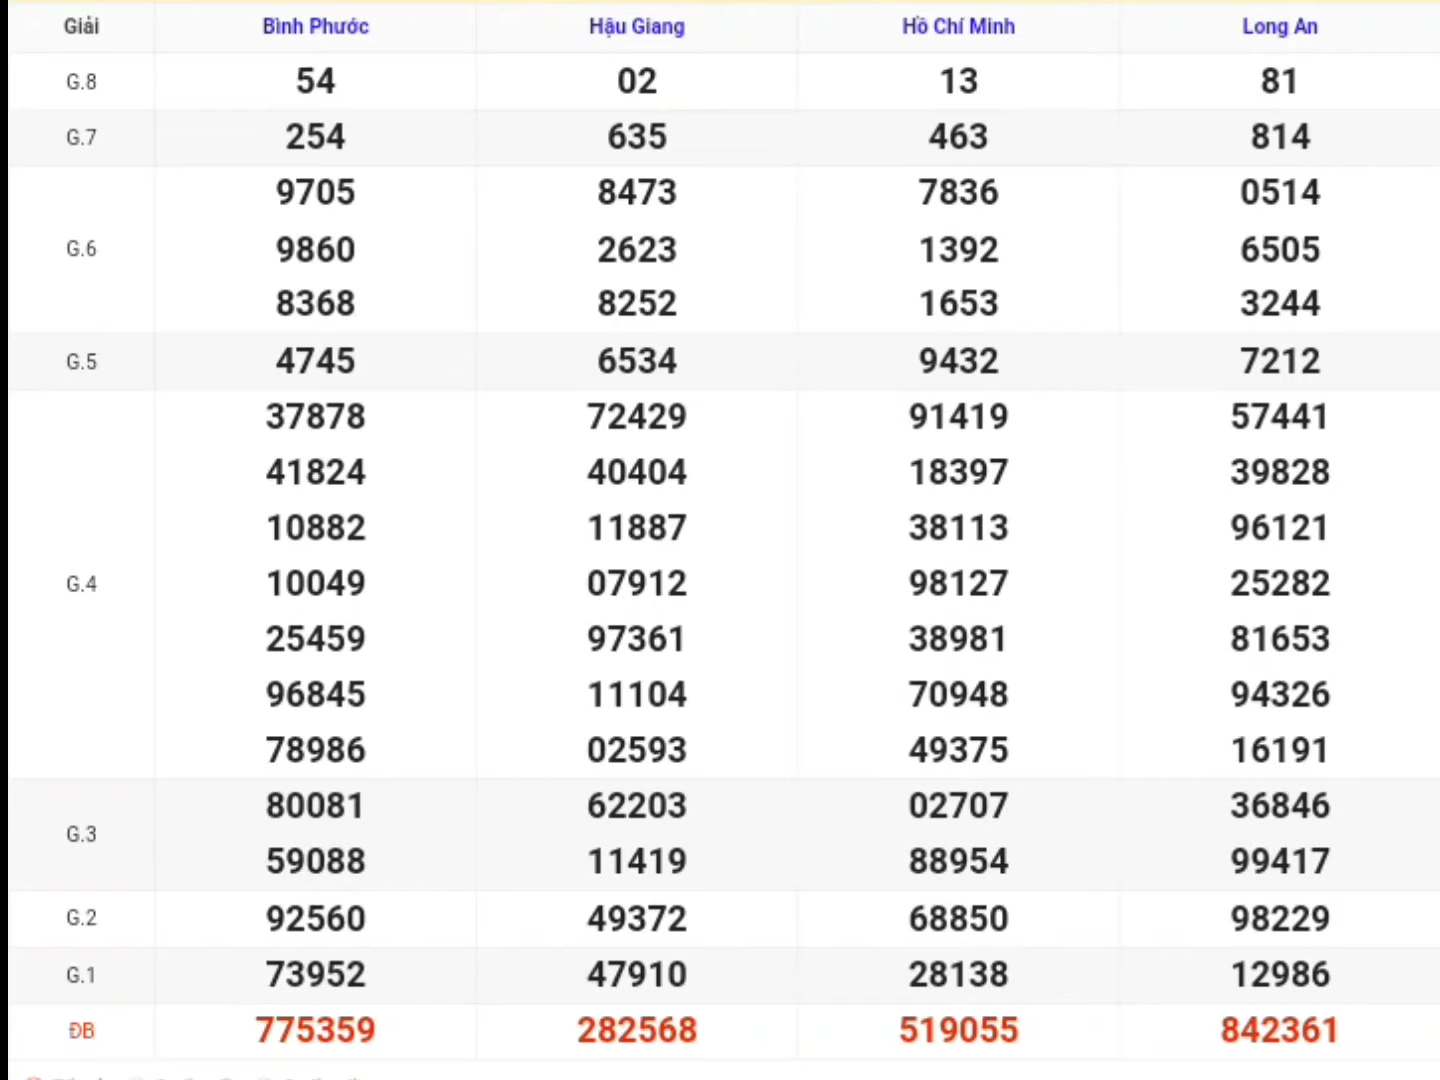 Giải Bình Phước Hậu Giang Hồ Chí Minh Long An
G.8 54 02 13 81
G.7 254 635 463 814
9705 8473 7836 0514
G.6 9860 2623 1392 6505
8368 8252 1653 3244
G.5 4745 6534 9432 7212
37878 72429 91419 57441
41824 40404 18397 39828
10882 11887 38113 96121
G.4 10049 07912 98127 25282
25459 97361 38981 81653
96845 11104 70948 94326
78986 02593 49375 16191
G.3
80081 62203 02707 36846
59088 11419 88954 99417
G.2 92560 49372 68850 98229
G.1 73952 47910 28138 12986
ĐB 775359 282568 519055 842361